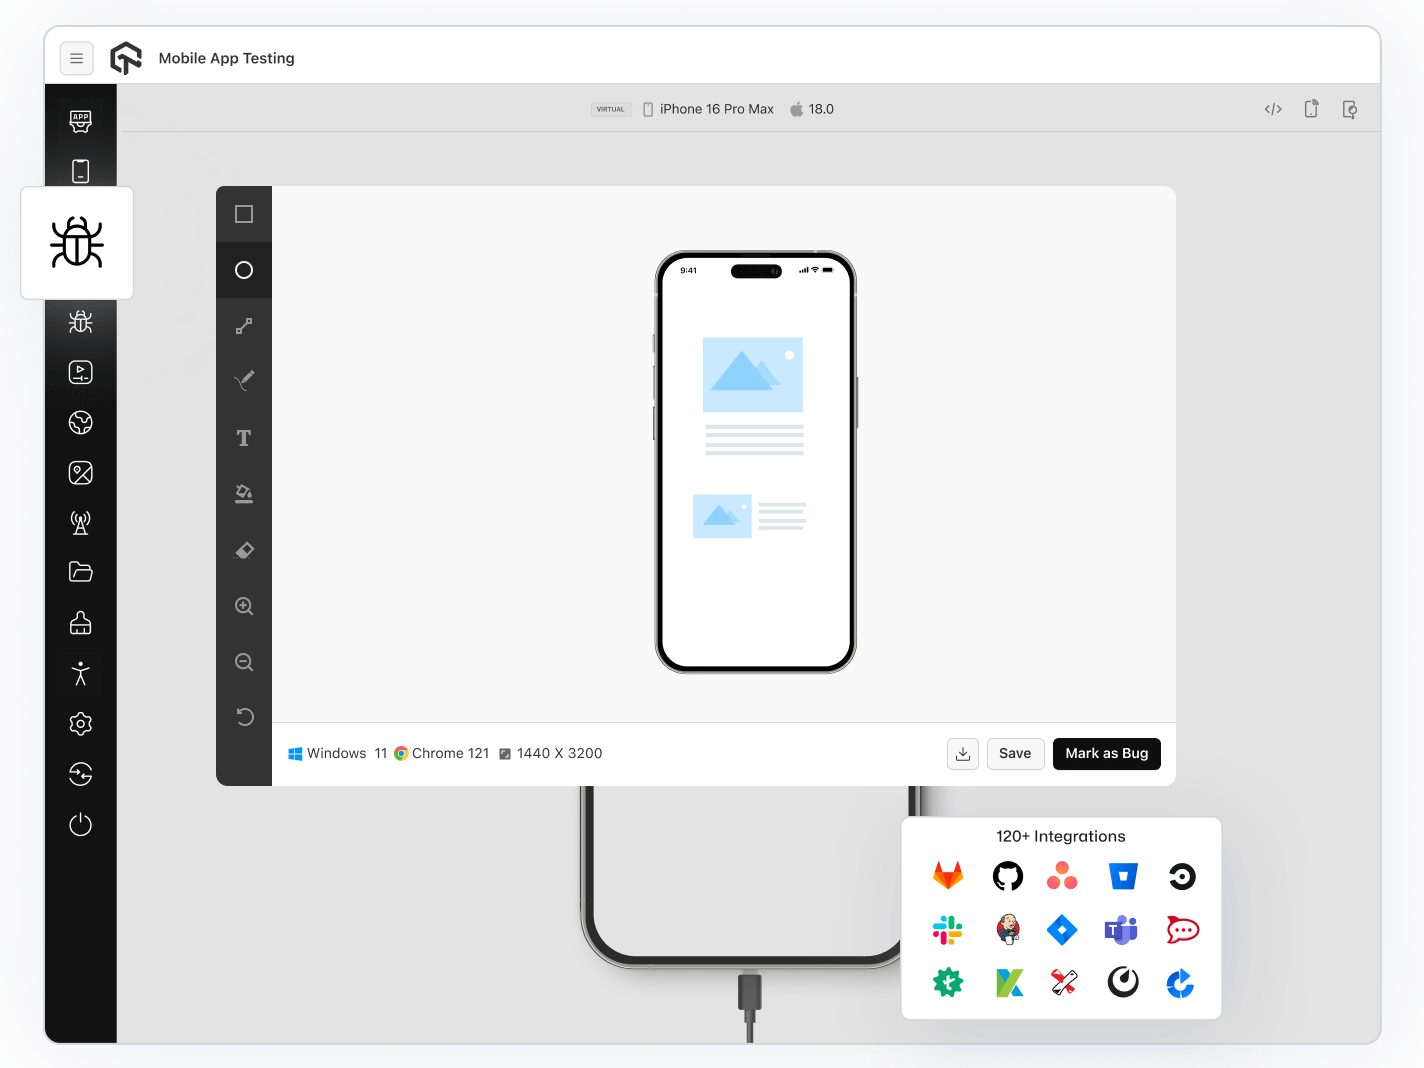 Mobile App Testing
VIRTUAL iPhone 16 Pro Max 18.0
APP
9:41
T
Windows 11 Chrome 121 1440 X 3200
Save
Mark as Bug
120+ Integrations
T